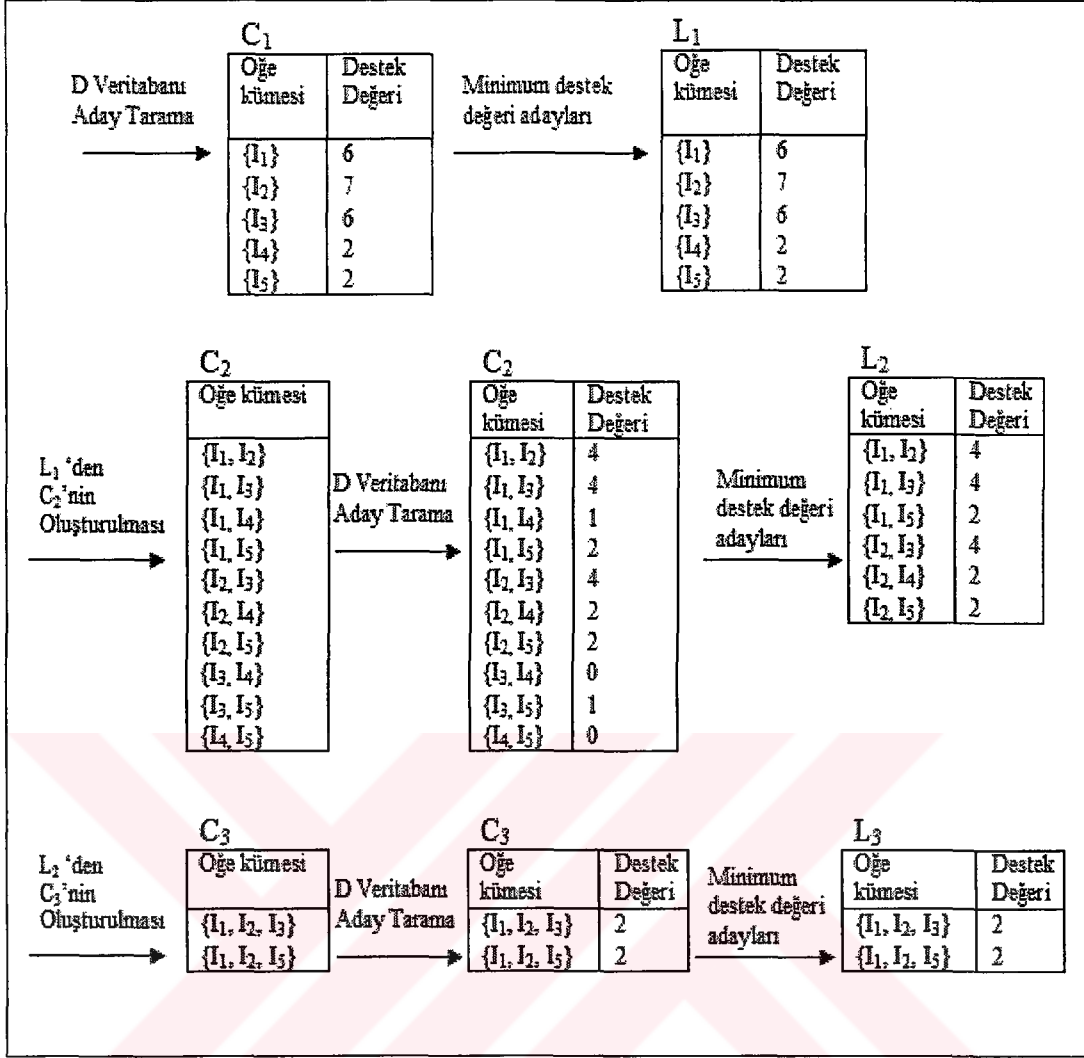 C1
Öğe kümesi Destek Değeri
{I1} 6
{I2} 7
{I3} 6
{I4} 2
{I5} 2
D Veritabanı
Aday Tarama
Minimum destek
değeri adayları
L1
Öğe kümesi Destek Değeri
{I1} 6
{I2} 7
{I3} 6
{I4} 2
{I5} 2
L1 'den
C2'nin
Oluşturulması
C2
Öğe kümesi
{I1, I2}
{I1, I3}
{I1, I4}
{I1, I5}
{I2, I3}
{I2, I4}
{I2, I5}
{I3, I4}
{I3, I5}
{I4, I5}
D Veritabanı
Aday Tarama
C2
Öğe kümesi Destek Değeri
{I1, I2} 4
{I1, I3} 4
{I1, I4} 1
{I1, I5} 2
{I2, I3} 4
{I2, I4} 2
{I2, I5} 2
{I3, I4} 0
{I3, I5} 1
{I4, I5} 0
Minimum
destek değeri
adayları
L2
Öğe kümesi Destek Değeri
{I1, I2} 4
{I1, I3} 4
{I1, I5} 2
{I2, I3} 4
{I2, I4} 2
{I2, I5} 2
L2 'den
C3'nin
Oluşturulması
C3
Öğe kümesi
{I1, I2, I3}
{I1, I2, I5}
D Veritabanı
Aday Tarama
C3
Öğe kümesi Destek Değeri
{I1, I2, I3} 2
{I1, I2, I5} 2
Minimum
destek değeri
adayları
L3
Öğe kümesi Destek Değeri
{I1, I2, I3} 2
{I1, I2, I5} 2